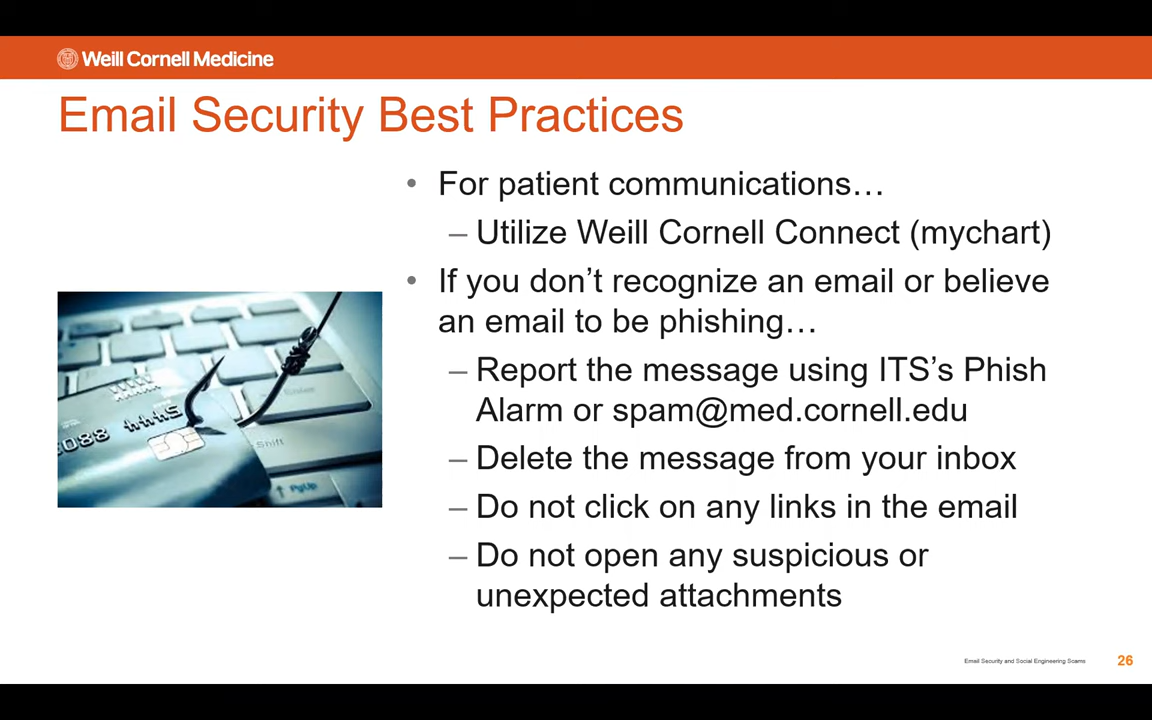 Weill Cornell Medicine
Email Security Best Practices
• For patient communications…
– Utilize Weill Cornell Connect (mychart)
• If you don’t recognize an email or believe
an email to be phishing…
– Report the message using ITS’s Phish
Alarm or spam@med.cornell.edu
– Delete the message from your inbox
– Do not click on any links in the email
– Do not open any suspicious or
unexpected attachments
Shift
PgUp
Email Security and Social Engineering Scams
26